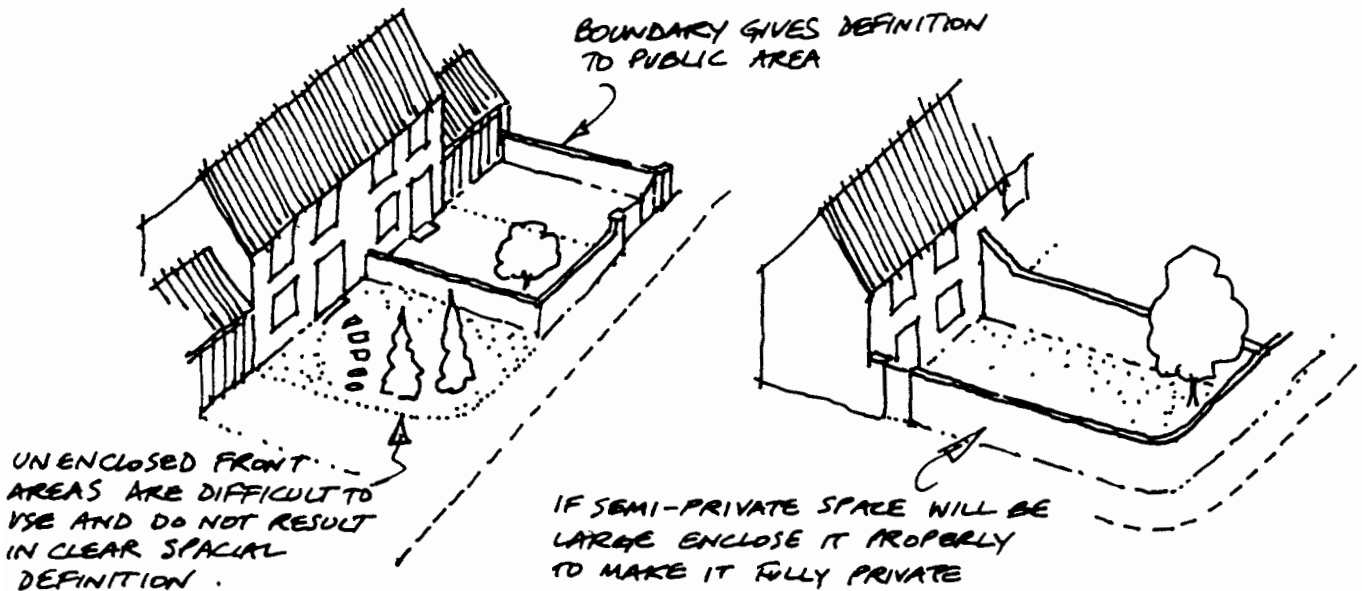 BOUNDARY GIVES DEFINITION
TO PUBLIC AREA
UNENCLOSED FRONT
AREAS ARE DIFFICULT TO
USE AND DO NOT RESULT
IN CLEAR SPACIAL
DEFINITION.
IF SEMI-PRIVATE SPACE WILL BE
LARGE ENCLOSE IT PROPERLY
TO MAKE IT FULLY PRIVATE